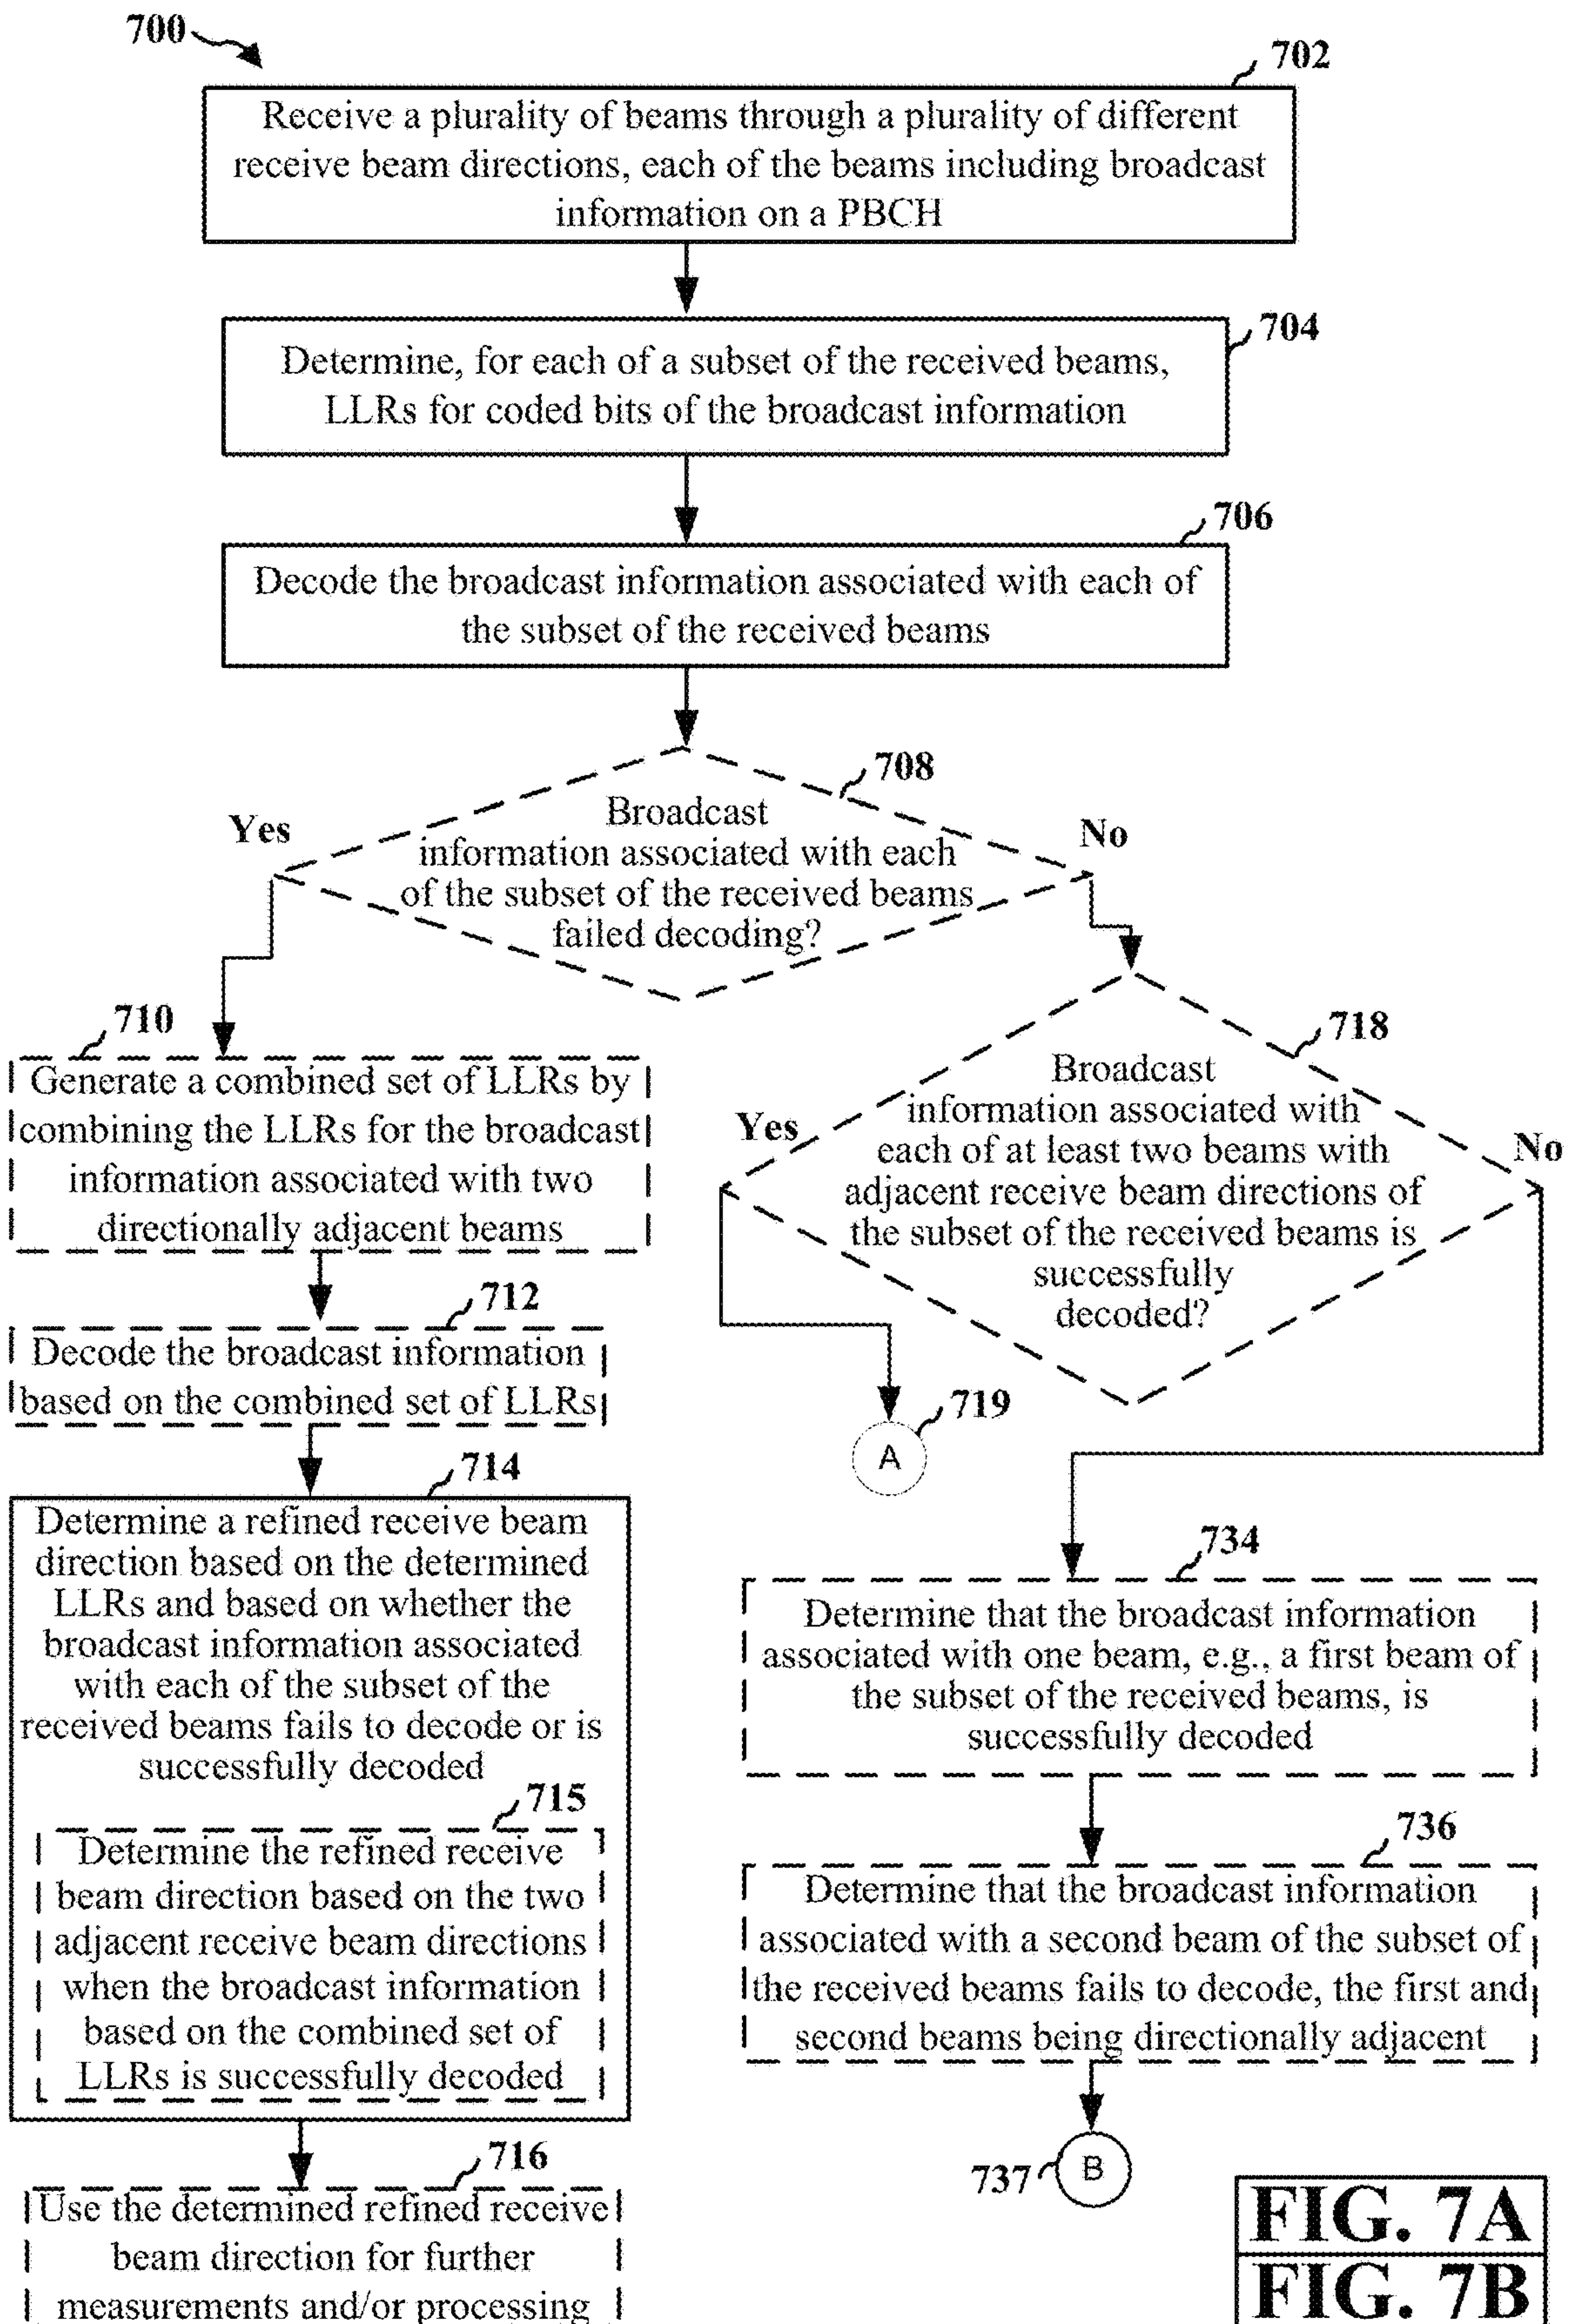 700
702
Receive a plurality of beams through a plurality of different
receive beam directions, each of the beams including broadcast
information on a PBCH
704
Determine, for each of a subset of the received beams,
LLRs for coded bits of the broadcast information
706
Decode the broadcast information associated with each of
the subset of the received beams
708
Yes
No
Broadcast
information associated with each
of the subset of the received beams
failed decoding?
710
Generate a combined set of LLRs by
combining the LLRs for the broadcast
information associated with two
directionally adjacent beams
712
Decode the broadcast information
based on the combined set of LLRs
714
Determine a refined receive beam
direction based on the determined
LLRs and based on whether the
broadcast information associated
with each of the subset of the
received beams fails to decode or is
successfully decoded
715
Determine the refined receive
beam direction based on the two
adjacent receive beam directions
when the broadcast information
based on the combined set of
LLRs is successfully decoded
716
Use the determined refined receive
beam direction for further
measurements and/or processing
718
Yes
No
Broadcast
information associated with
each of at least two beams with
adjacent receive beam directions of
the subset of the received beams is
successfully
decoded?
719
A
734
Determine that the broadcast information
associated with one beam, e.g., a first beam of
the subset of the received beams, is
successfully decoded
736
Determine that the broadcast information
associated with a second beam of the subset of
the received beams fails to decode, the first and
second beams being directionally adjacent
737
B
FIG. 7A
FIG. 7B